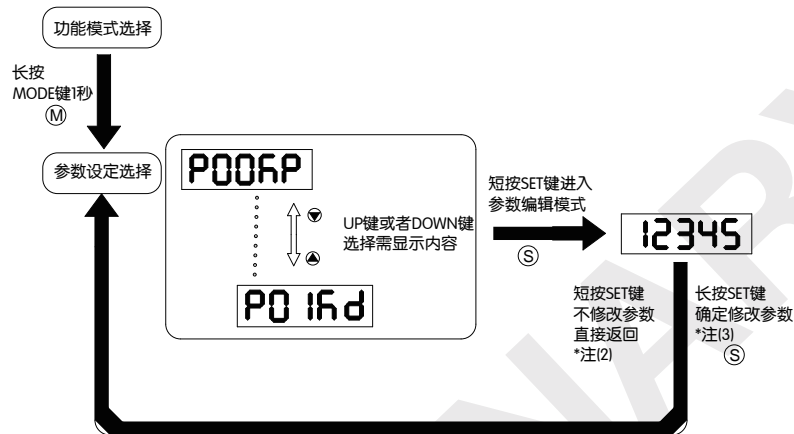 功能模式选择
长按
MODE键1秒
M
参数设定选择
P00
UP键或者DOWN键
选择需显示内容
P01
短按SET键进入
参数编辑模式
S
12345
短按SET键
不修改参数
直接返回
*注(2)
长按SET键
确定修改参数
*注(3)
S